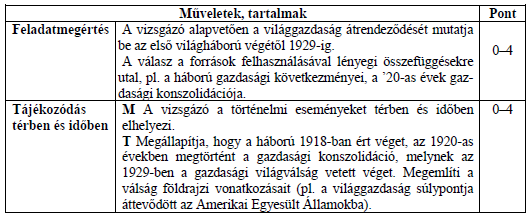 Műveletek, tartalmak Pont
Feladatmegértés A vizsgázó alapvetően a világgazdaság átrendeződését mutatja
be az első világháború végétől 1929-ig.
A válasz a források felhasználásával lényegi összefüggésekre
utal, pl. a háború gazdasági következményei, a ’20-as évek gaz-
dasági konszolidációja.
0–4
Tájékozódás
térben és időben
M A vizsgázó a történelmi eseményeket térben és időben
elhelyezi.
T Megállapítja, hogy a háború 1918-ban ért véget, az 1920-as
években megtörtént a gazdasági konszolidáció, melynek az
1929-ben a gazdasági világválság vetett véget. Megemlíti a
válság földrajzi vonatkozásait (pl. a világgazdaság súlypontja
áttevődött az Amerikai Egyesült Államokba).
0–4